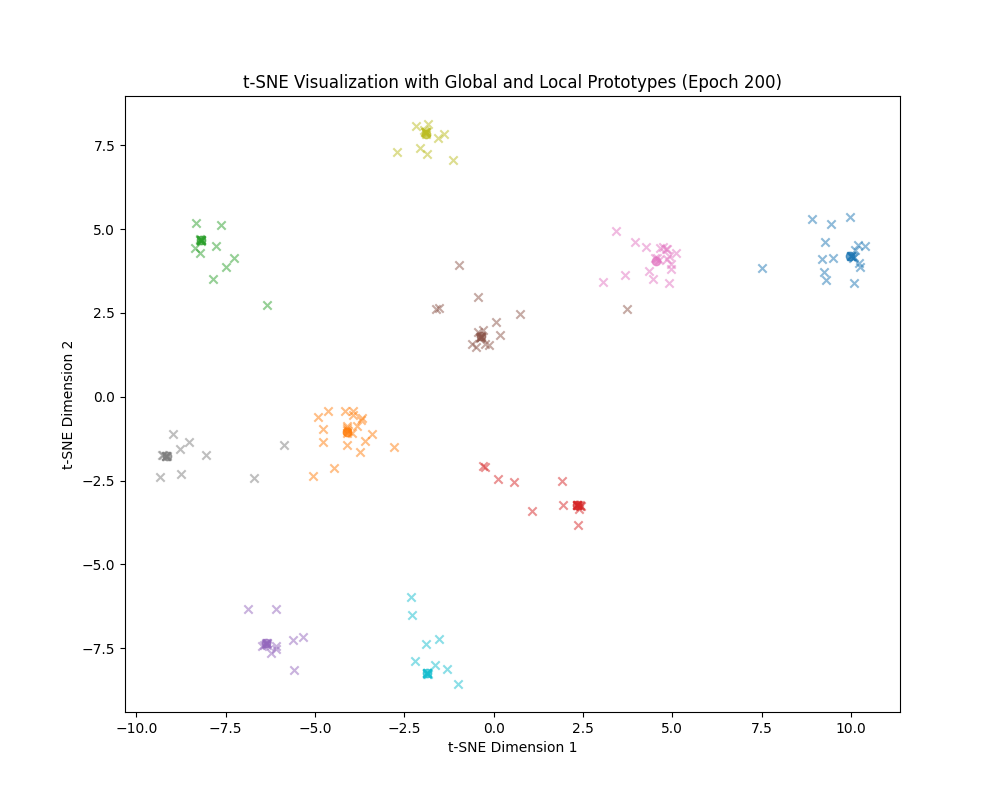 t-SNE Visualization with Global and Local Prototypes (Epoch 200)
7.5
5.0
2.5
0.0
−2.5
−5.0
−7.5
t-SNE Dimension 2
−10.0 −7.5 −5.0 −2.5 0.0 2.5 5.0 7.5 10.0
t-SNE Dimension 1